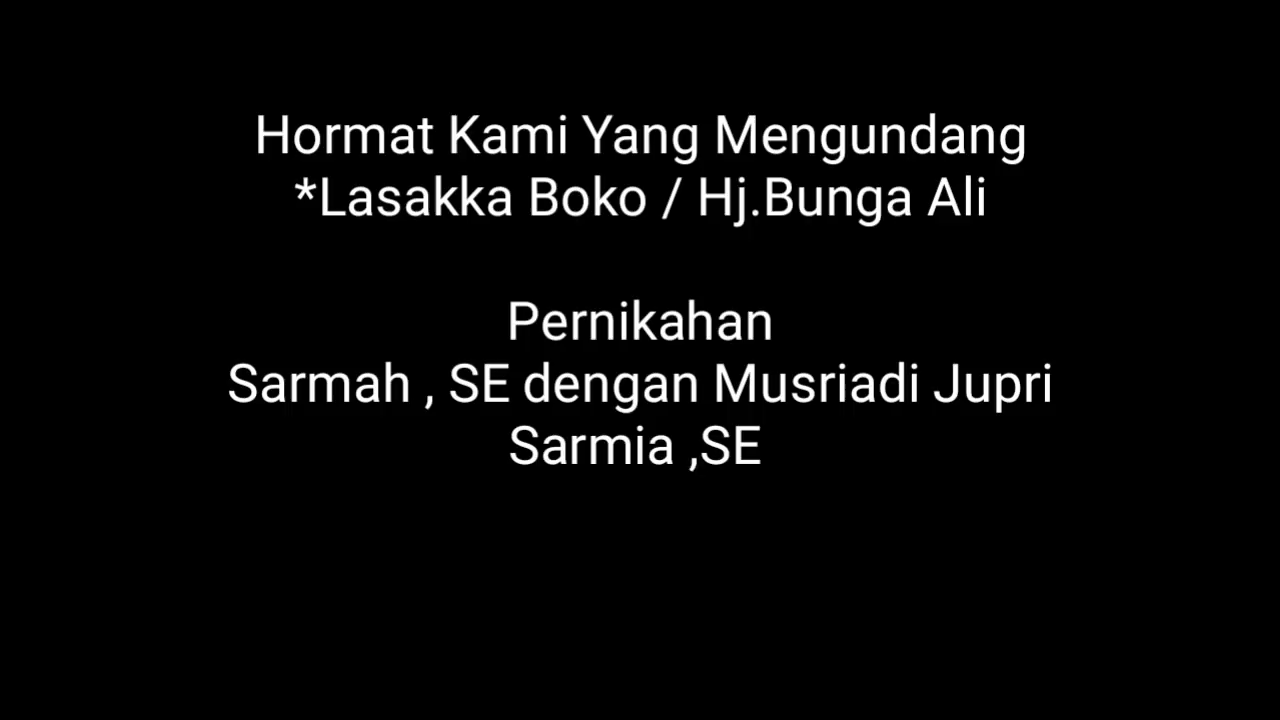 Hormat Kami Yang Mengundang
*Lasakka Boko / Hj.Bunga Ali
Pernikahan
Sarmah , SE dengan Musriadi Jupri
Sarmia ,SE